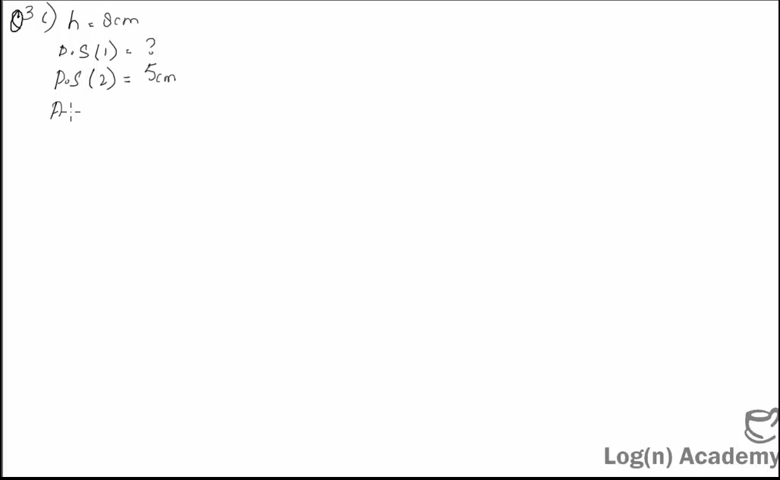 Q3 i) h = 8cm
P.S(1) = ?
P.S(2) = 5cm
A
Log(n) Academy